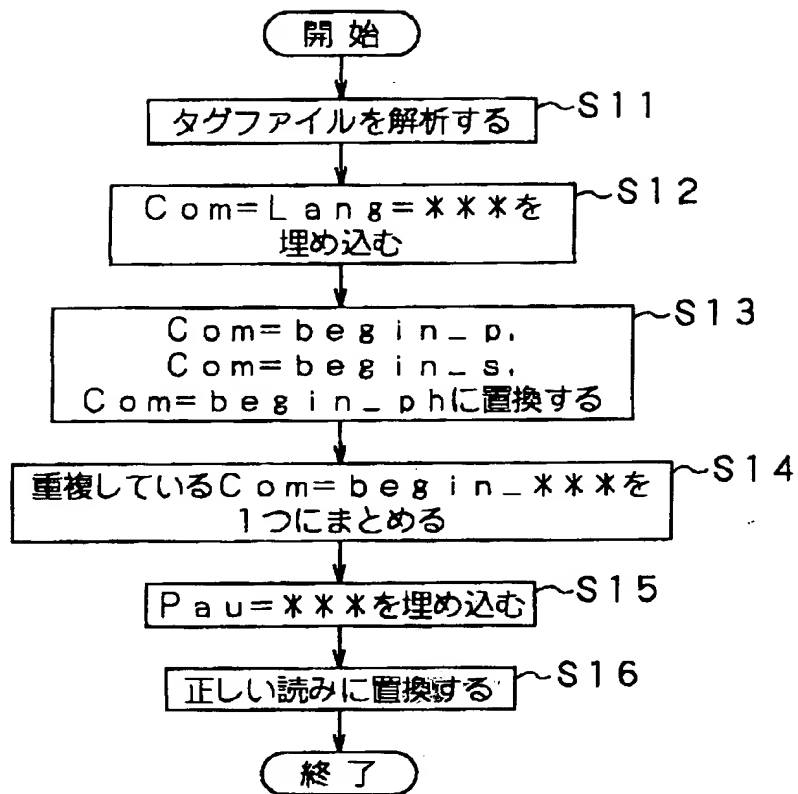 開始
タグファイルを解析する
S11
Com=Lang=***を
埋め込む
S12
Com=begin_p,
Com=begin_s,
Com=begin_phに置換する
S13
重複しているCom=begin_***を
1つにまとめる
S14
Pau=***を埋め込む
S15
正しい読みに置換する
S16
終了